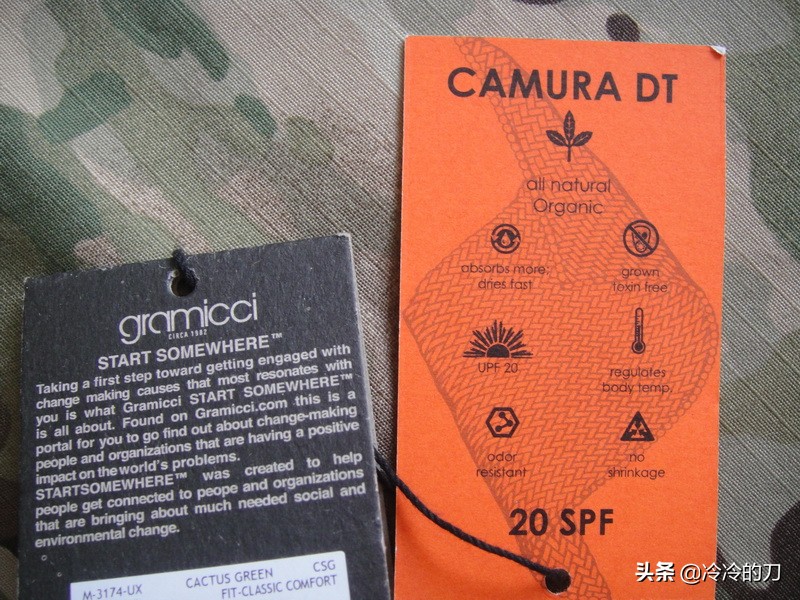 CAMURA DT
all natural
Organic
absorbs more;
dries fast
grown
toxin free
UPF 20
regulates
body temp.
odor
resistant
no
shrinkage
20 SPF
gramicci
CIRCA 1982
START SOMEWHERE™
Taking a first step toward getting engaged with
change making causes that most resonates with
you is what Gramicci START SOMEWHERE™
is all about. Found on Gramicci.com this is a
portal for you to go find out about change-making
people and organizations that are having a positive
impact on the world's problems.
STARTSOMEWHERE™ was created to help
people get connected to peope and organizations
that are bringing about much needed social and
environmental change.
M-3174-UX CACTUS GREEN CSG
FIT-CLASSIC COMFORT
头条 @冷冷的刀